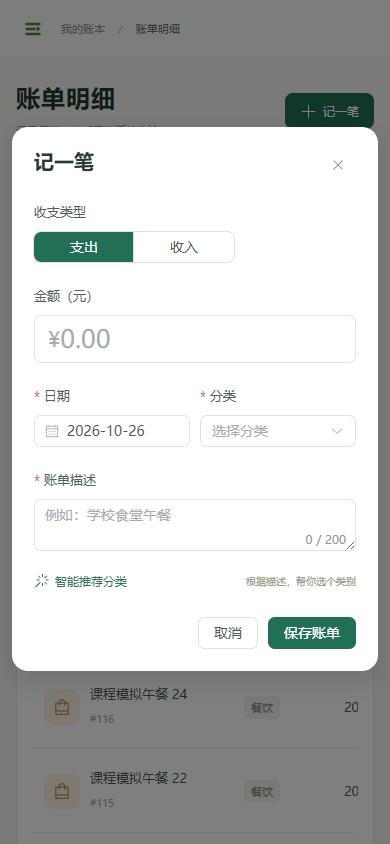 我的账本 / 账单明细
账单明细
记一笔
记一笔
收支类型
支出 收入
金额（元）
¥0.00
* 日期 * 分类
2026-10-26 选择分类
* 账单描述
例如：学校食堂午餐
0 / 200
智能推荐分类 根据描述，帮你选个类别
取消 保存账单
课程模拟午餐 24
餐饮 20
#116
课程模拟午餐 22
餐饮 20
#115